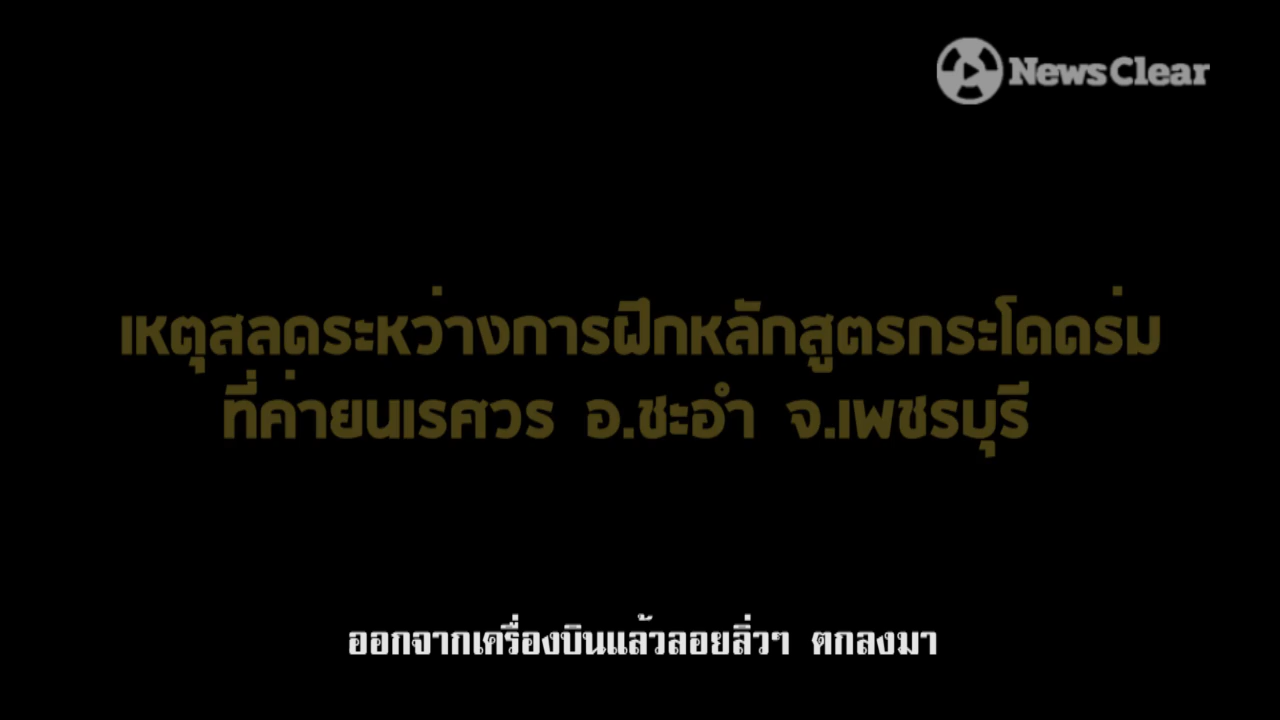 NewsClear
เหตุสลดระหว่างการฝึกหลักสูตรกระโดดร่ม
ที่ค่ายนเรศวร อ.ชะอำ จ.เพชรบุรี
ออกจากเครื่องบินแล้วลอยลิ่วๆ ตกลงมา